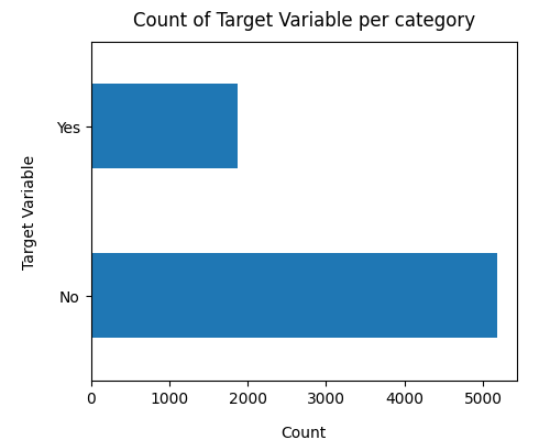 Count of Target Variable per category
Target Variable
Yes
No
0 1000 2000 3000 4000 5000
Count